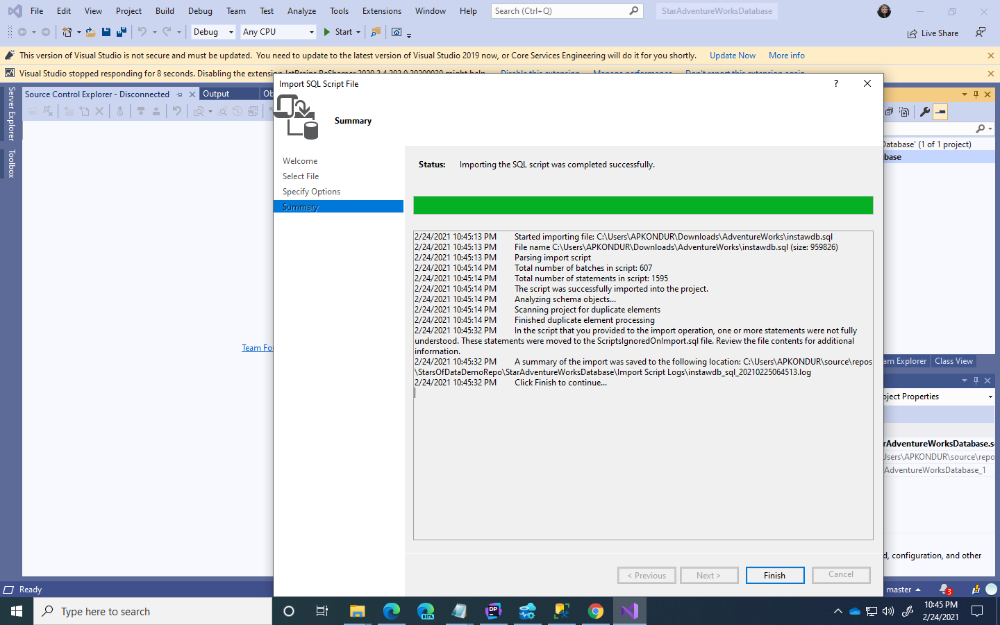 File Edit View Project Build Debug Team Test Analyze Tools Extensions Window Help Search (Ctrl+Q) StarAdventureWorksDatabase
Debug Any CPU Start Live Share
This version of Visual Studio is not secure and must be updated. You need to update to the latest version of Visual Studio 2019 now, or Core Services Engineering will do it for you shortly. Update Now More info
Visual Studio stopped responding for 8 seconds. Disabling the extension
Import SQL Script File ?
Source Control Explorer - Disconnected Output
Server Explorer
Toolbox
Summary
Welcome
Select File
Specify Options
Summary
Status: Importing the SQL script was completed successfully.
2/24/2021 10:45:13 PM Started importing file: C:\Users\APKONDUR\Downloads\AdventureWorks\instawdb.sql
2/24/2021 10:45:13 PM File name C:\Users\APKONDUR\Downloads\AdventureWorks\instawdb.sql (size: 959826)
2/24/2021 10:45:13 PM Parsing import script
2/24/2021 10:45:14 PM Total number of batches in script: 607
2/24/2021 10:45:14 PM Total number of statements in script: 1595
2/24/2021 10:45:14 PM The script was successfully imported into the project.
2/24/2021 10:45:14 PM Analyzing schema objects...
2/24/2021 10:45:14 PM Scanning project for duplicate elements
2/24/2021 10:45:14 PM Finished duplicate element processing
2/24/2021 10:45:32 PM In the script that you provided to the import operation, one or more statements were not fully
understood. These statements were moved to the ScriptsIgnoredOnImport.sql file. Review the file contents for additional
information.
2/24/2021 10:45:32 PM A summary of the import was saved to the following location: C:\Users\APKONDUR\source\repos
\StarsOfDataDemoRepo\StarAdventureWorksDatabase\Import Script Logs\instawdb_sql_20210225064513.log
2/24/2021 10:45:32 PM Click Finish to continue...
< Previous Next > Finish Cancel
Team Fo
Database' (1 of 1 project)
base
am Explorer Class View
oject Properties
rAdventureWorksDatabase.s
Users\APKONDUR\source\repo
AdventureWorksDatabase_1
d, configuration, and other
Ready master 3
Type here to search BETA DP
10:45 PM
2/24/2021